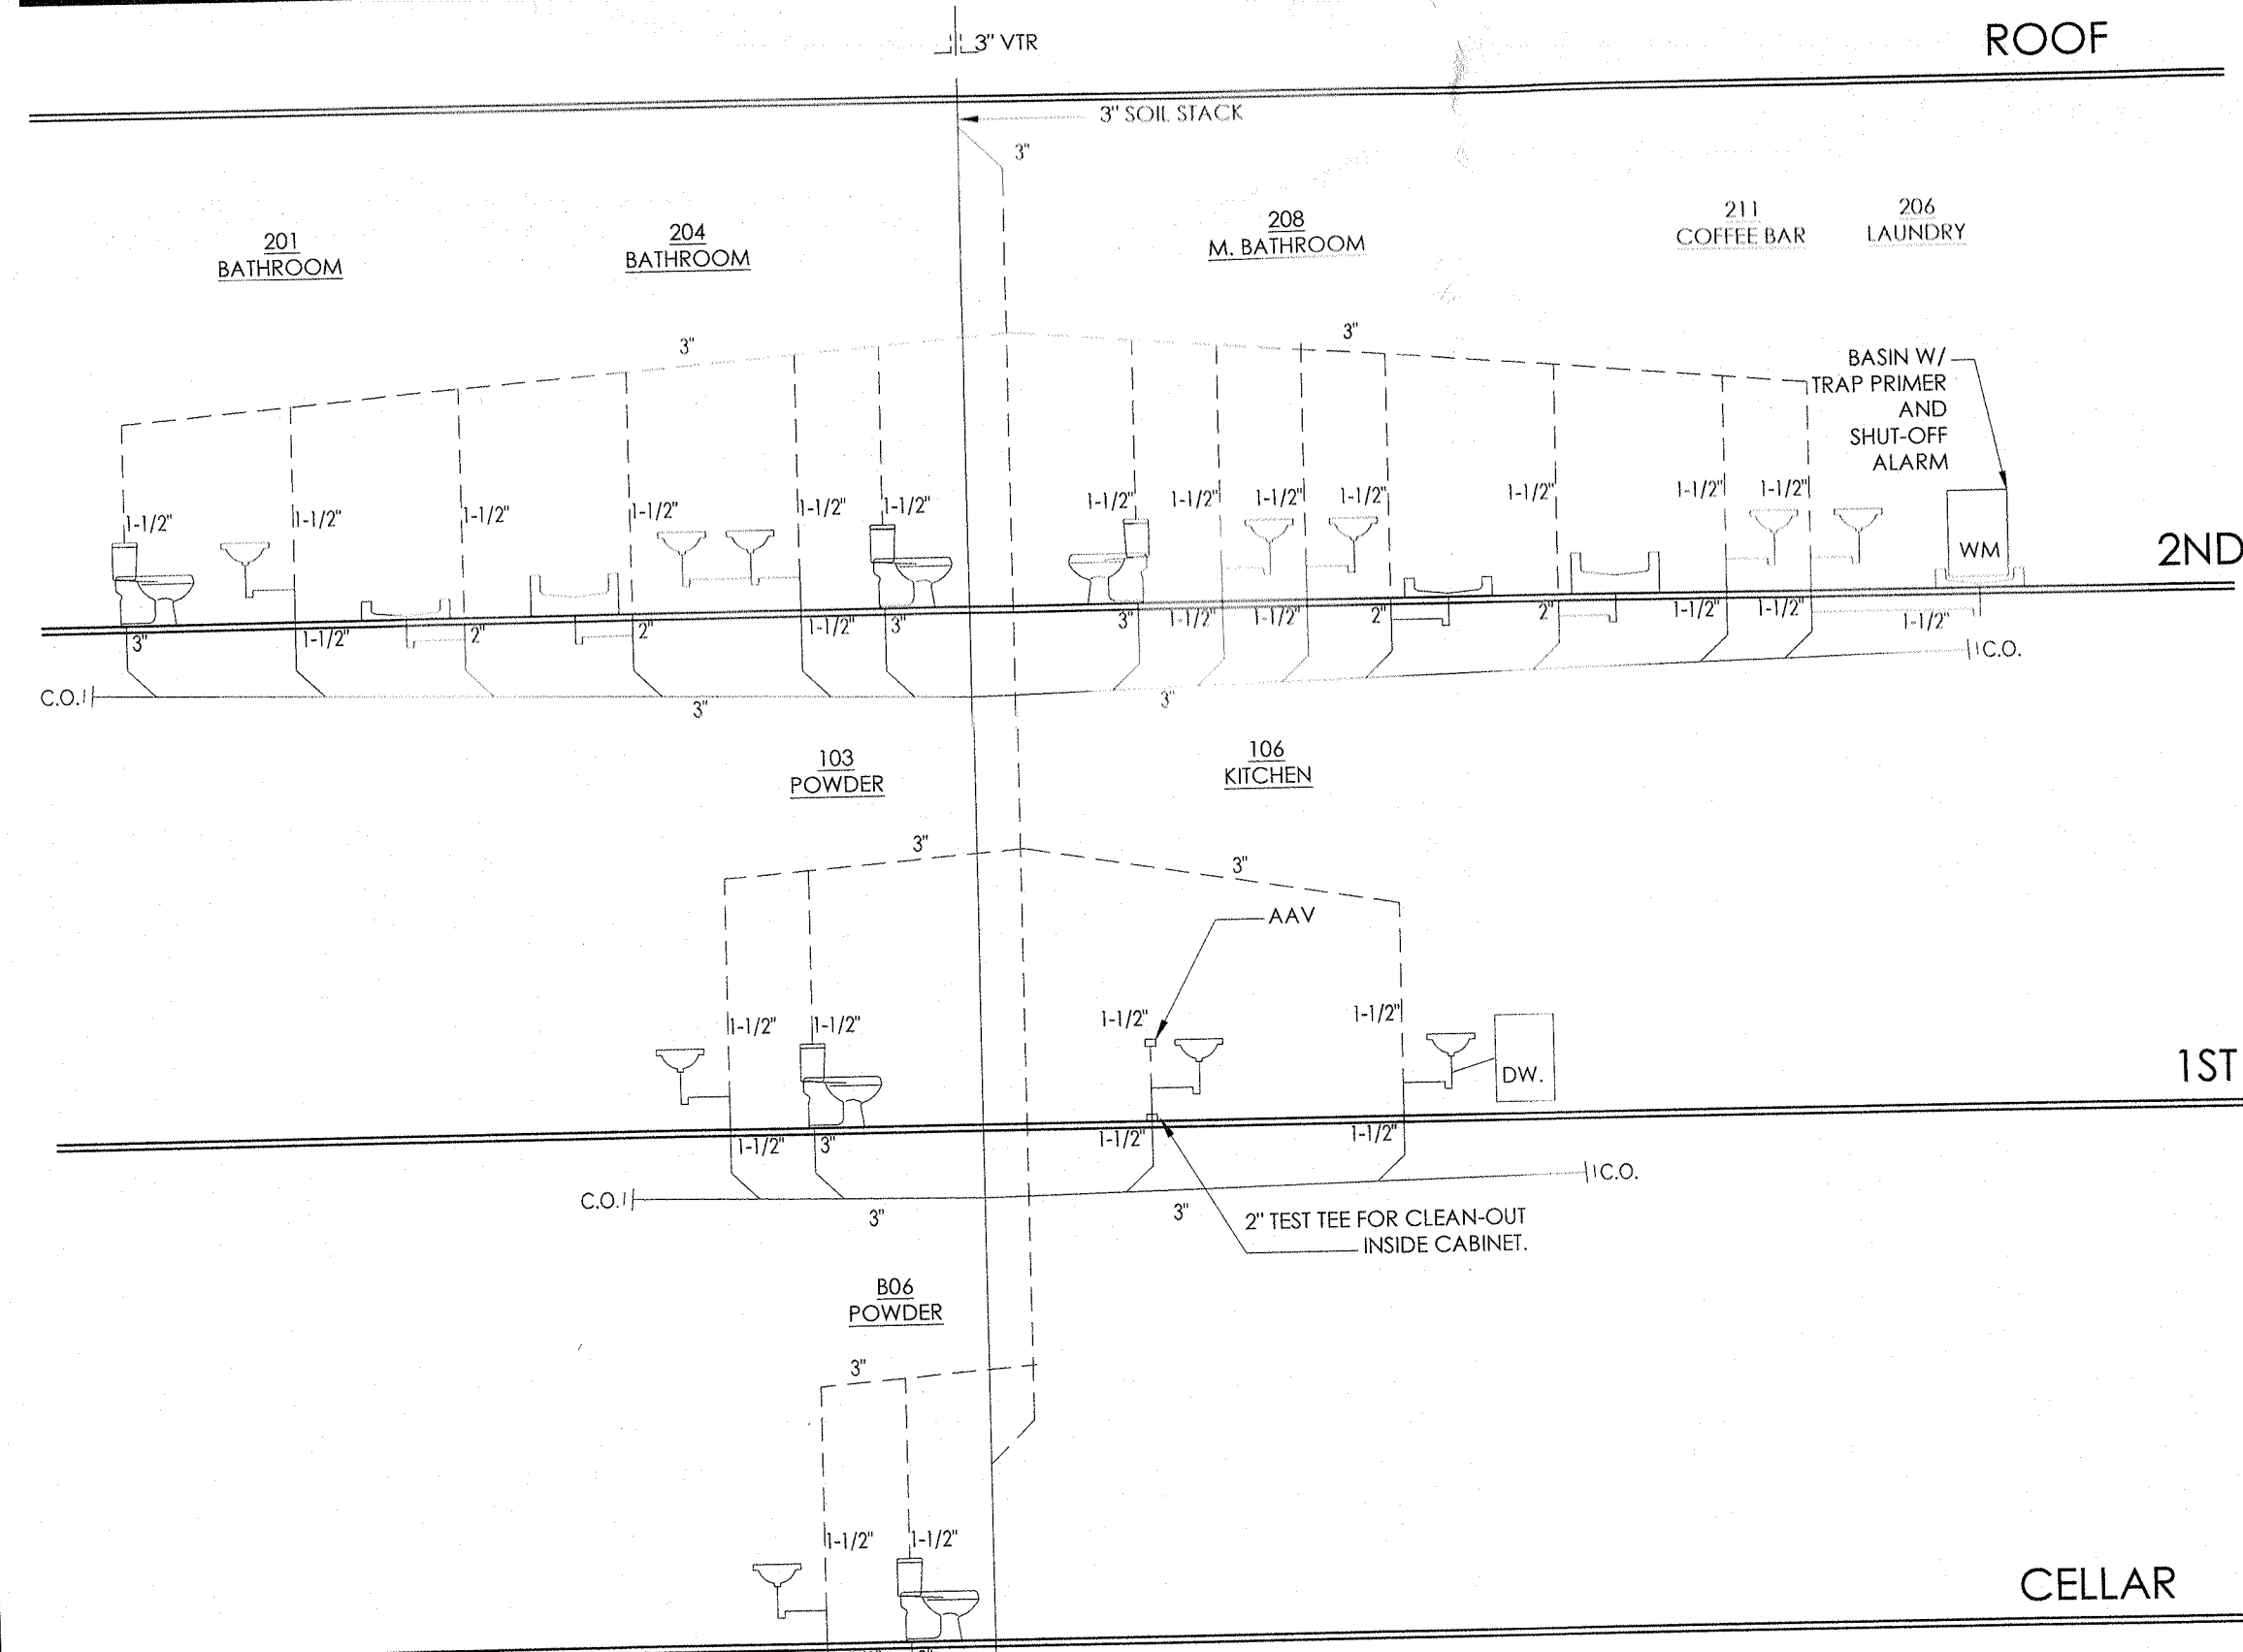 3" VTR
ROOF
3" SOIL STACK
3"
201
BATHROOM
204
BATHROOM
208
M. BATHROOM
211
COFFEE BAR
206
LAUNDRY
3"
3"
BASIN W/
TRAP PRIMER
AND
SHUT-OFF
ALARM
1-1/2"
1-1/2"
1-1/2"
1-1/2"
1-1/2"
1-1/2"
1-1/2"
1-1/2"
1-1/2"
1-1/2"
1-1/2"
1-1/2"
1-1/2"
WM
2ND
3"
1-1/2"
2"
2"
1-1/2"
3"
3"
1-1/2"
1-1/2"
2"
2"
1-1/2"
1-1/2"
1-1/2"
C.O.
3"
3"
C.O.
103
POWDER
106
KITCHEN
3"
3"
AAV
1-1/2"
1-1/2"
1-1/2"
1-1/2"
DW.
1ST
1-1/2"
3"
1-1/2"
1-1/2"
C.O.
3"
3"
C.O.
2" TEST TEE FOR CLEAN-OUT
INSIDE CABINET.
B06
POWDER
3"
1-1/2"
1-1/2"
CELLAR